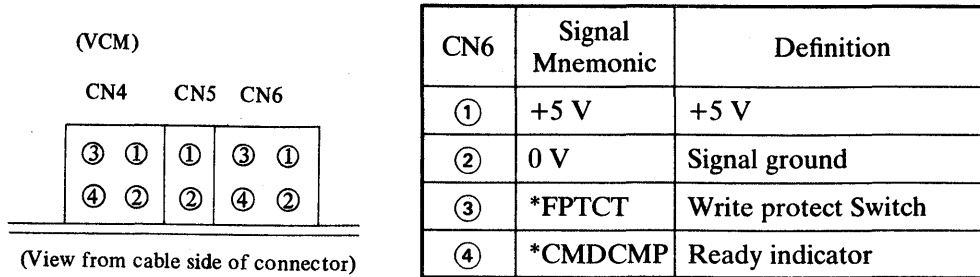 (VCM)
CN4 CN5 CN6
③ ① ① ③ ①
④ ② ② ④ ②
(View from cable side of connector)
CN6 Signal Mnemonic Definition
① +5 V +5 V
② 0 V Signal ground
③ *FPTCT Write protect Switch
④ *CMDCMP Ready indicator